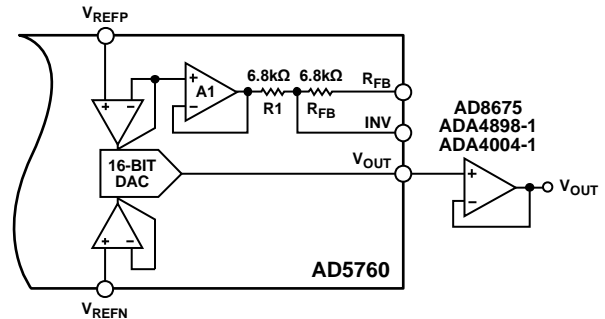 VREFP
6.8kΩ 6.8kΩ
RFB
A1
R1 RFB
INV
AD8675
ADA4898-1
ADA4004-1
VOUT
16-BIT
DAC
VOUT
AD5760
VREFN
+ −
+
−
+
−
+ −